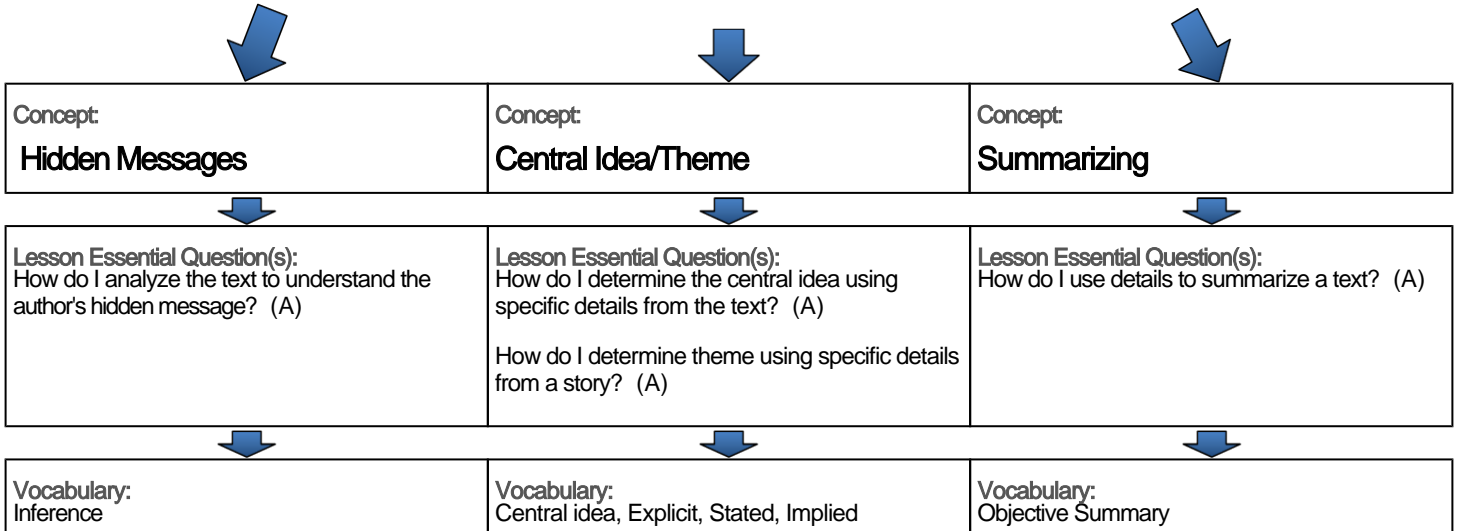 Concept:
Hidden Messages
Concept:
Central Idea/Theme
Concept:
Summarizing
Lesson Essential Question(s):
How do I analyze the text to understand the
author's hidden message? (A)
Lesson Essential Question(s):
How do I determine the central idea using
specific details from the text? (A)
How do I determine theme using specific details
from a story? (A)
Lesson Essential Question(s):
How do I use details to summarize a text? (A)
Vocabulary:
Inference
Vocabulary:
Central idea, Explicit, Stated, Implied
Vocabulary:
Objective Summary